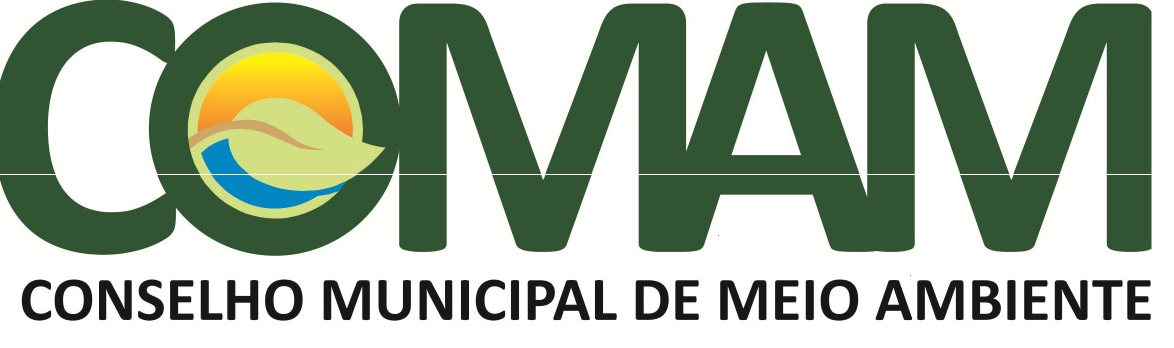 COMAM
CONSELHO MUNICIPAL DE MEIO AMBIENTE